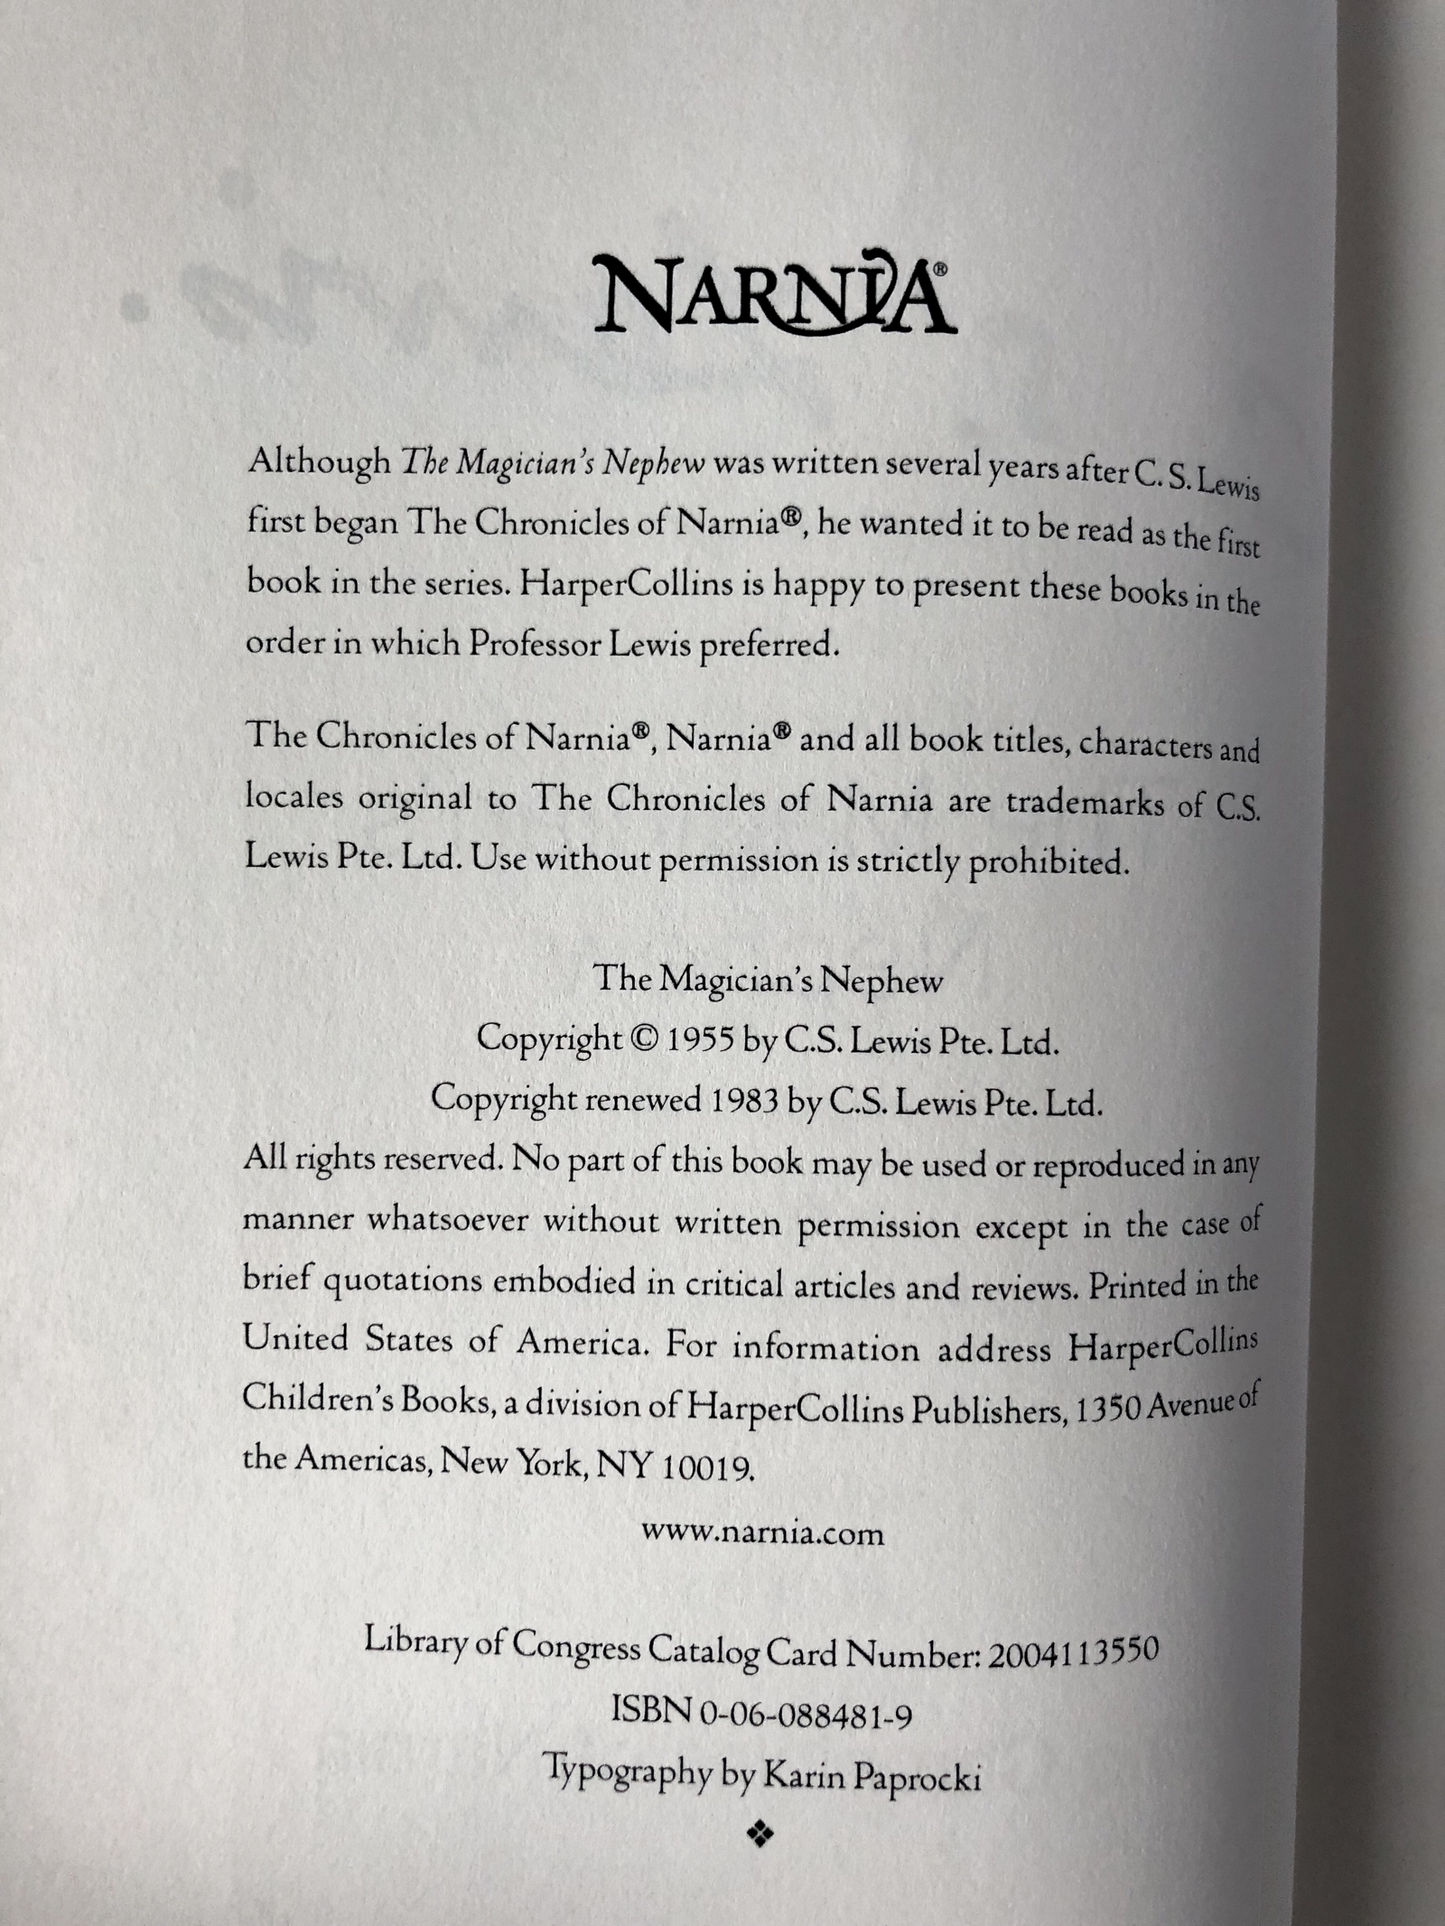 NARNIA®
Although The Magician's Nephew was written several years after C. S. Lewis
first began The Chronicles of Narnia®, he wanted it to be read as the first
book in the series. HarperCollins is happy to present these books in the
order in which Professor Lewis preferred.
The Chronicles of Narnia®, Narnia® and all book titles, characters and
locales original to The Chronicles of Narnia are trademarks of C.S.
Lewis Pte. Ltd. Use without permission is strictly prohibited.
The Magician's Nephew
Copyright © 1955 by C.S. Lewis Pte. Ltd.
Copyright renewed 1983 by C.S. Lewis Pte. Ltd.
All rights reserved. No part of this book may be used or reproduced in any
manner whatsoever without written permission except in the case of
brief quotations embodied in critical articles and reviews. Printed in the
United States of America. For information address HarperCollins
Children's Books, a division of HarperCollins Publishers, 1350 Avenue of
the Americas, New York, NY 10019.
www.narnia.com
Library of Congress Catalog Card Number: 2004113550
ISBN 0-06-088481-9
Typography by Karin Paprocki